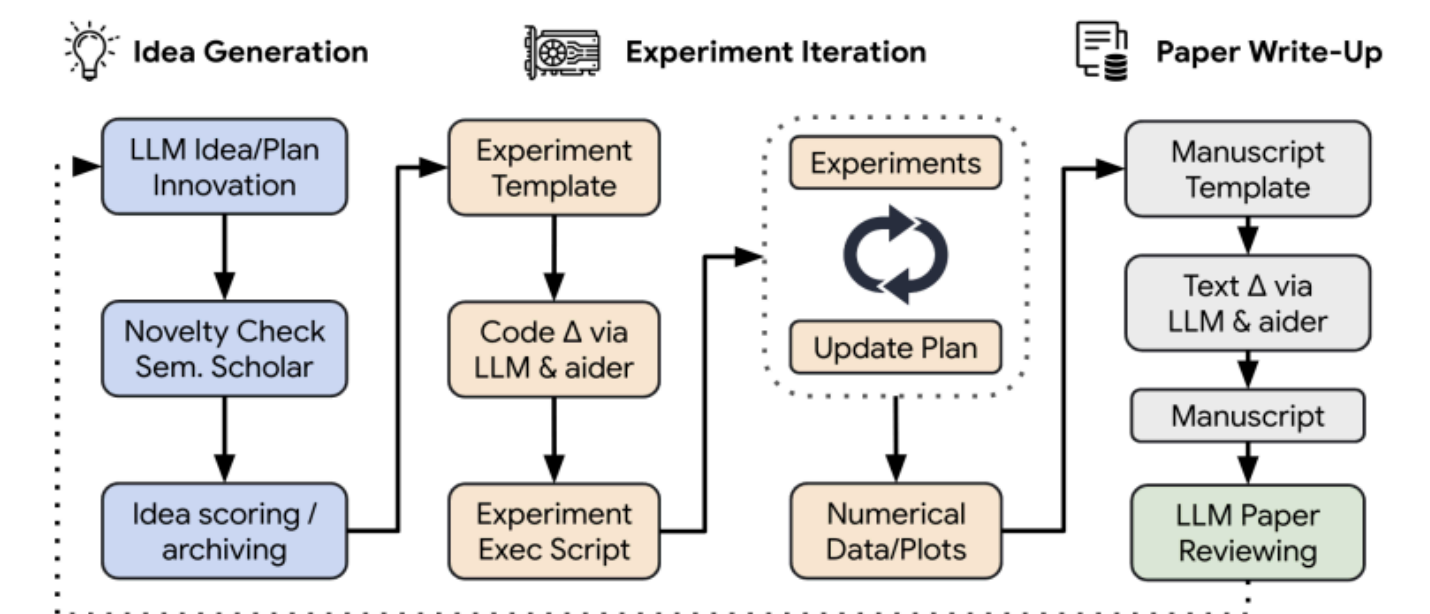 Idea Generation
Experiment Iteration
Paper Write-Up
LLM Idea/Plan
Innovation
Novelty Check
Sem. Scholar
Idea scoring /
archiving
Experiment
Template
Code Δ via
LLM & aider
Experiment
Exec Script
Experiments
Update Plan
Numerical
Data/Plots
Manuscript
Template
Text Δ via
LLM & aider
Manuscript
LLM Paper
Reviewing